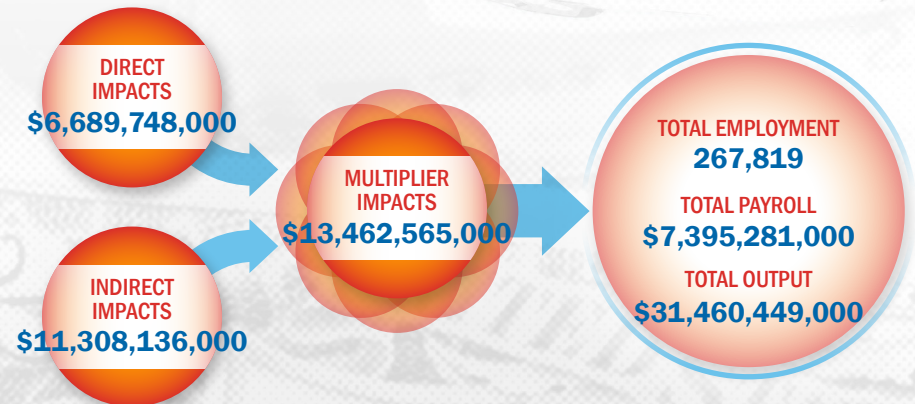 DIRECT
IMPACTS
$6,689,748,000
INDIRECT
IMPACTS
$11,308,136,000
MULTIPLIER
IMPACTS
$13,462,565,000
TOTAL EMPLOYMENT
267,819
TOTAL PAYROLL
$7,395,281,000
TOTAL OUTPUT
$31,460,449,000